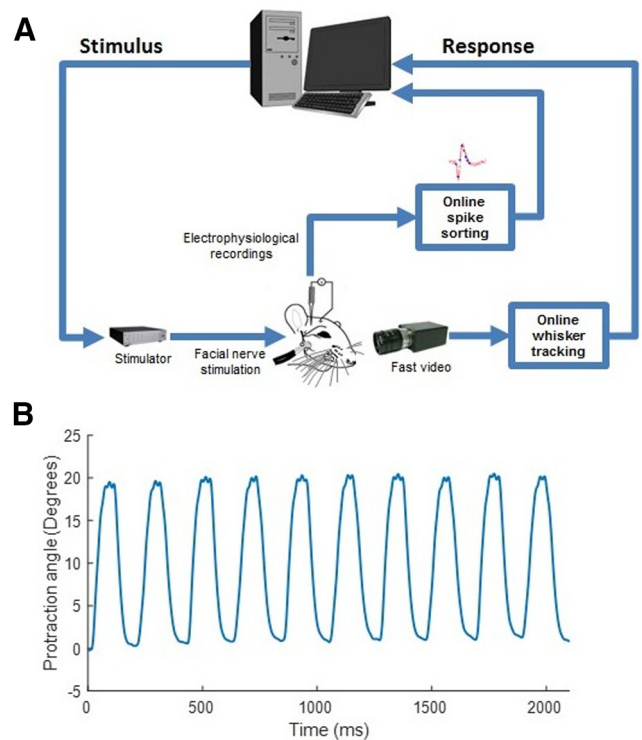 A
Stimulus
Response
Online
spike
sorting
Electrophysiological
recordings
Stimulator
Facial nerve
stimulation
Fast video
Online
whisker
tracking
B
Protraction angle (Degrees)
25
20
15
10
5
0
-5
0
500
1000
1500
2000
Time (ms)